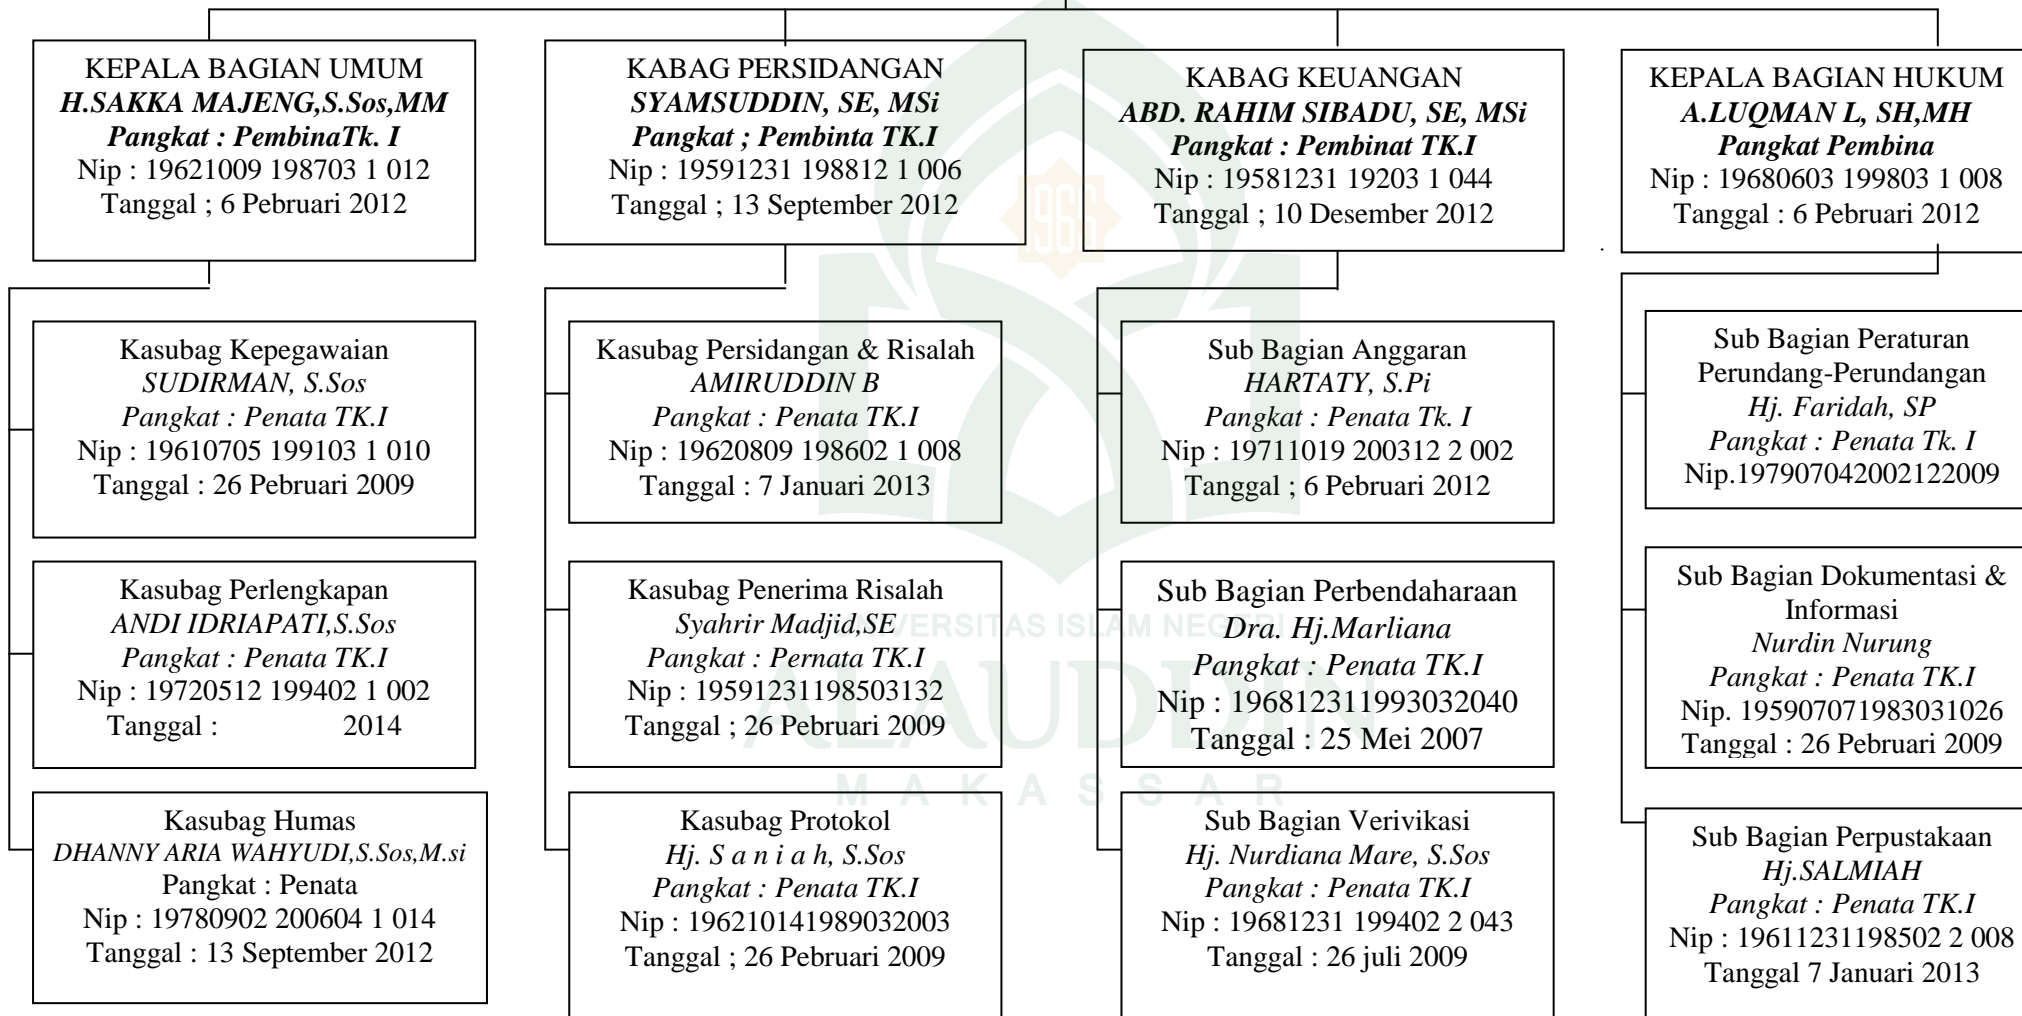 KEPALA BAGIAN UMUM
H.SAKKA MAJENG,S.Sos,MM
Pangkat : PembinaTk. I
Nip : 19621009 198703 1 012
Tanggal ; 6 Pebruari 2012
KABAG PERSIDANGAN
SYAMSUDDIN, SE, MSi
Pangkat ; Pembinta TK.I
Nip : 19591231 198812 1 006
Tanggal ; 13 September 2012
KABAG KEUANGAN
ABD. RAHIM SIBADU, SE, MSi
Pangkat : Pembinat TK.I
Nip : 19581231 19203 1 044
Tanggal ; 10 Desember 2012
KEPALA BAGIAN HUKUM
A.LUQMAN L, SH,MH
Pangkat Pembina
Nip : 19680603 199803 1 008
Tanggal : 6 Pebruari 2012
.
Kasubag Kepegawaian
SUDIRMAN, S.Sos
Pangkat : Penata TK.I
Nip : 19610705 199103 1 010
Tanggal : 26 Pebruari 2009
Kasubag Persidangan & Risalah
AMIRUDDIN B
Pangkat : Penata TK.I
Nip : 19620809 198602 1 008
Tanggal : 7 Januari 2013
Sub Bagian Anggaran
HARTATY, S.Pi
Pangkat : Penata Tk. I
Nip : 19711019 200312 2 002
Tanggal ; 6 Pebruari 2012
Sub Bagian Peraturan
Perundang-Perundangan
Hj. Faridah, SP
Pangkat : Penata Tk. I
Nip.197907042002122009
Kasubag Perlengkapan
ANDI IDRIAPATI,S.Sos
Pangkat : Penata TK.I
Nip : 19720512 199402 1 002
Tanggal : 2014
Kasubag Penerima Risalah
Syahrir Madjid,SE
Pangkat : Pernata TK.I
Nip : 19591231198503132
Tanggal ; 26 Pebruari 2009
Sub Bagian Perbendaharaan
Dra. Hj.Marliana
Pangkat : Penata TK.I
Nip : 196812311993032040
Tanggal : 25 Mei 2007
Sub Bagian Dokumentasi &
Informasi
Nurdin Nurung
Pangkat : Penata TK.I
Nip. 195907071983031026
Tanggal : 26 Pebruari 2009
Kasubag Humas
DHANNY ARIA WAHYUDI,S.Sos,M.si
Pangkat : Penata
Nip : 19780902 200604 1 014
Tanggal : 13 September 2012
Kasubag Protokol
Hj. S a n i a h, S.Sos
Pangkat : Penata TK.I
Nip : 196210141989032003
Tanggal ; 26 Pebruari 2009
Sub Bagian Verivikasi
Hj. Nurdiana Mare, S.Sos
Pangkat : Penata TK.I
Nip : 19681231 199402 2 043
Tanggal : 26 juli 2009
Sub Bagian Perpustakaan
Hj.SALMIAH
Pangkat : Penata TK.I
Nip : 19611231198502 2 008
Tanggal 7 Januari 2013
1965
UNIVERSITAS ISLAM NEGERI
ALAUDDIN
MAKASSAR